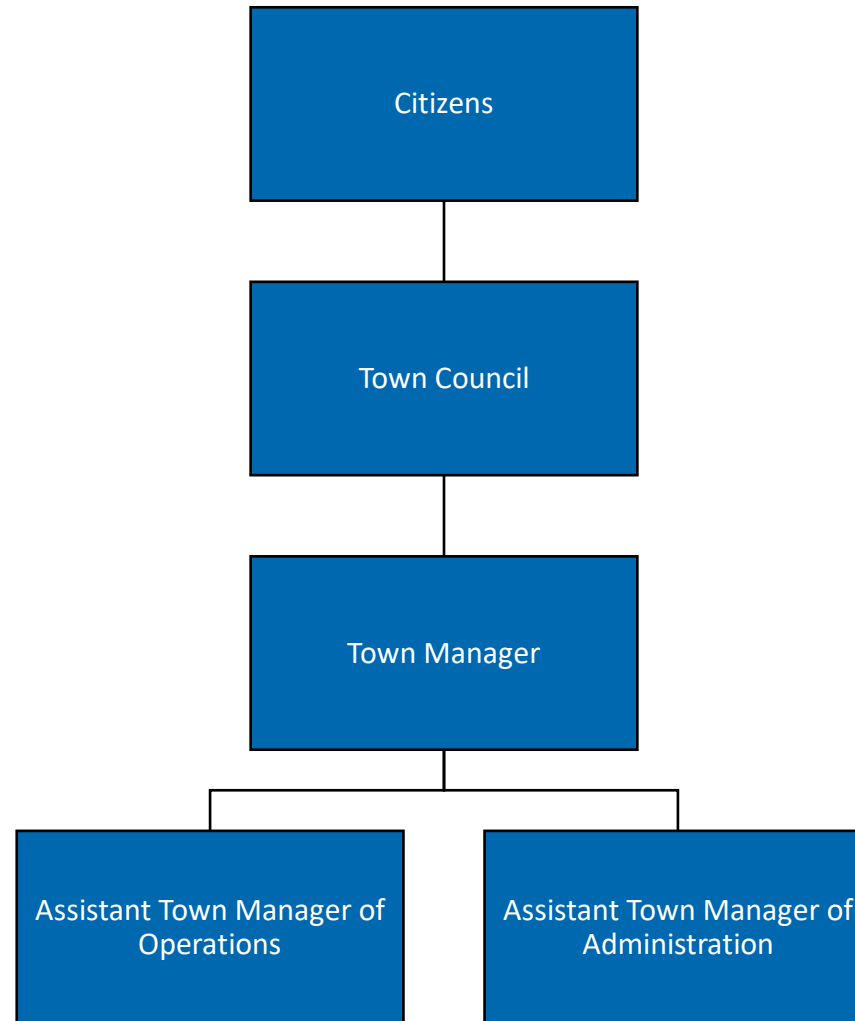 Citizens
Town Council
Town Manager
Assistant Town Manager of
Operations
Assistant Town Manager of
Administration